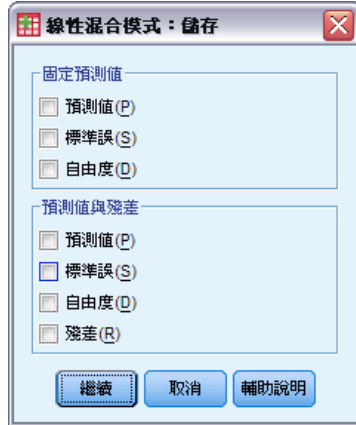 線性混合模式：儲存
固定預測值
預測值(P)
標準誤(S)
自由度(D)
預測值與殘差
預測值(P)
標準誤(S)
自由度(D)
殘差(R)
繼續 取消 輔助說明